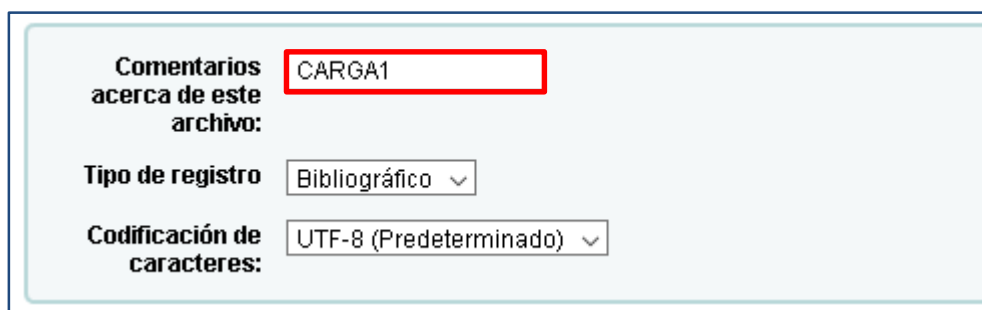 Comentarios
acerca de este
archivo:
CARGA1
Tipo de registro
Bibliográfico
Codificación de
caracteres:
UTF-8 (Predeterminado)